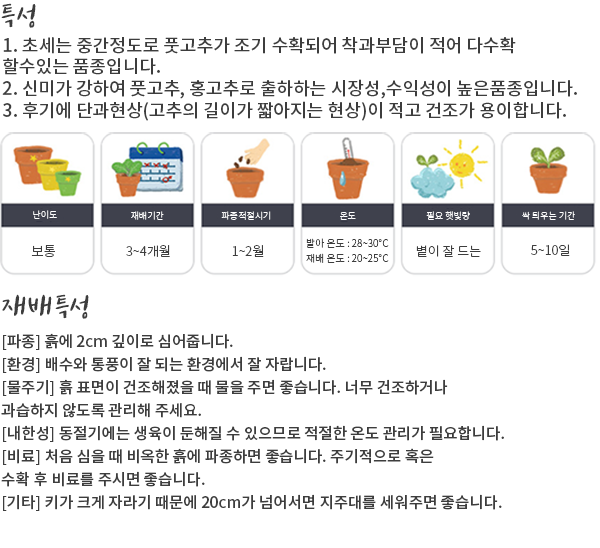 특성
1. 초세는 중간정도로 풋고추가 조기 수확되어 착과부담이 적어 다수확
할수있는 품종입니다.
2. 신미가 강하여 풋고추, 홍고추로 출하하는 시장성,수익성이 높은품종입니다.
3. 후기에 단과현상(고추의 길이가 짧아지는 현상)이 적고 건조가 용이합니다.
난이도
재배기간
파종적절시기
온도
필요 햇빛량
싹 틔우는 기간
보통
3~4개월
1~2월
발아 온도 : 28~30°C
재배 온도 : 20~25°C
볕이 잘 드는
5~10일
재배특성
[파종] 흙에 2cm 깊이로 심어줍니다.
[환경] 배수와 통풍이 잘 되는 환경에서 잘 자랍니다.
[물주기] 흙 표면이 건조해졌을 때 물을 주면 좋습니다. 너무 건조하거나
과습하지 않도록 관리해 주세요.
[내한성] 동절기에는 생육이 둔해질 수 있으므로 적절한 온도 관리가 필요합니다.
[비료] 처음 심을 때 비옥한 흙에 파종하면 좋습니다. 주기적으로 혹은
수확 후 비료를 주시면 좋습니다.
[기타] 키가 크게 자라기 때문에 20cm가 넘어서면 지주대를 세워주면 좋습니다.